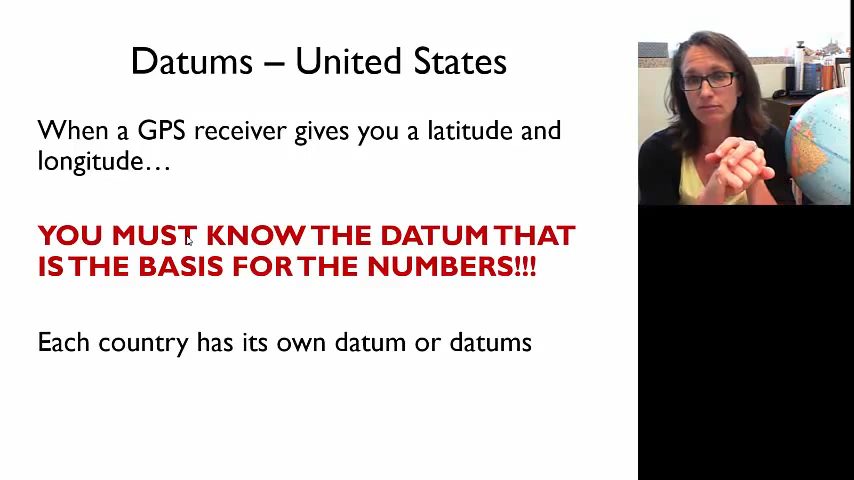 Datums – United States
When a GPS receiver gives you a latitude and
longitude…
YOU MUST KNOW THE DATUM THAT
IS THE BASIS FOR THE NUMBERS!!!
Each country has its own datum or datums